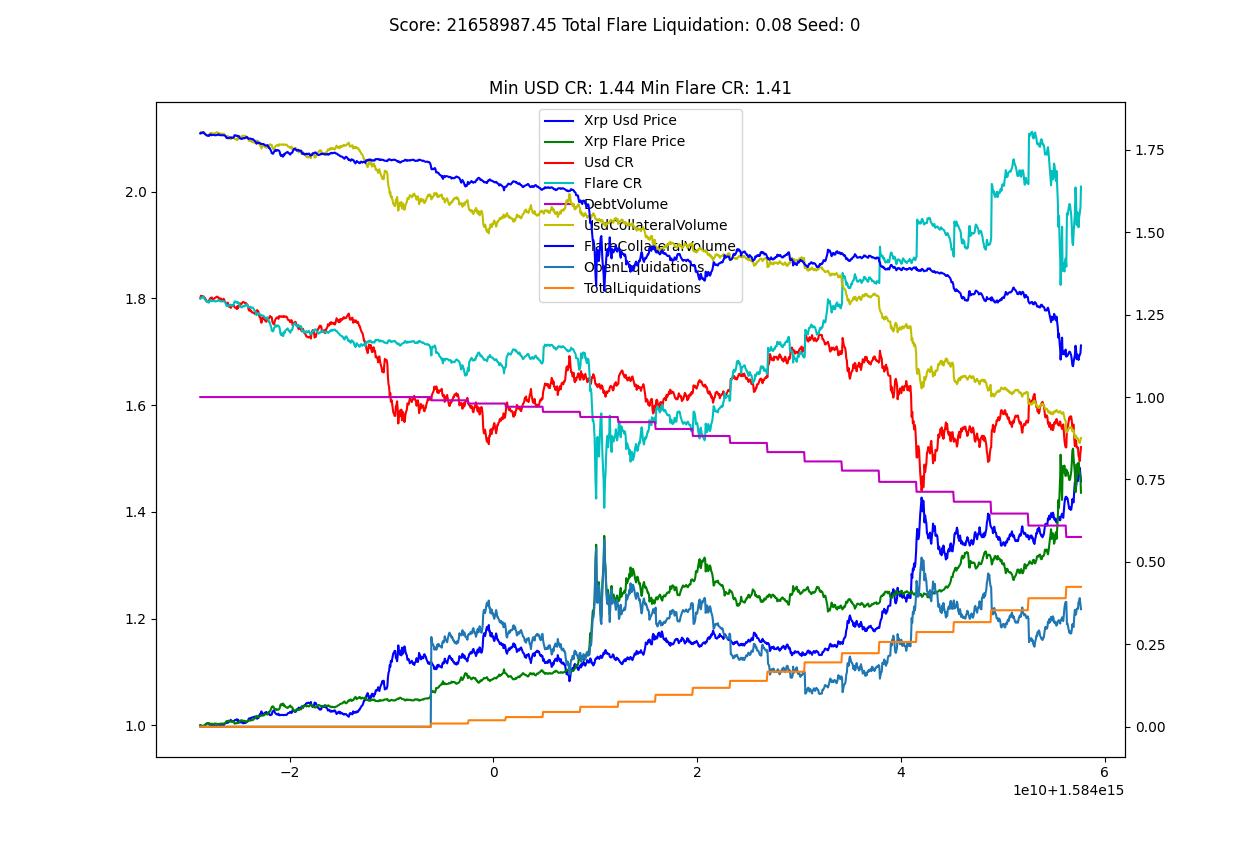 Score: 21658987.45 Total Flare Liquidation: 0.08 Seed: 0
Min USD CR: 1.44 Min Flare CR: 1.41
Xrp Usd Price
Xrp Flare Price
Usd CR
Flare CR
DebtVolume
UsdCollateralVolume
FlareCollateralVolume
OpenLiquidations
TotalLiquidations
2.0
1.8
1.6
1.4
1.2
1.0
1.75
1.50
1.25
1.00
0.75
0.50
0.25
0.00
−2 0 2 4 6
1e10+1.584e15